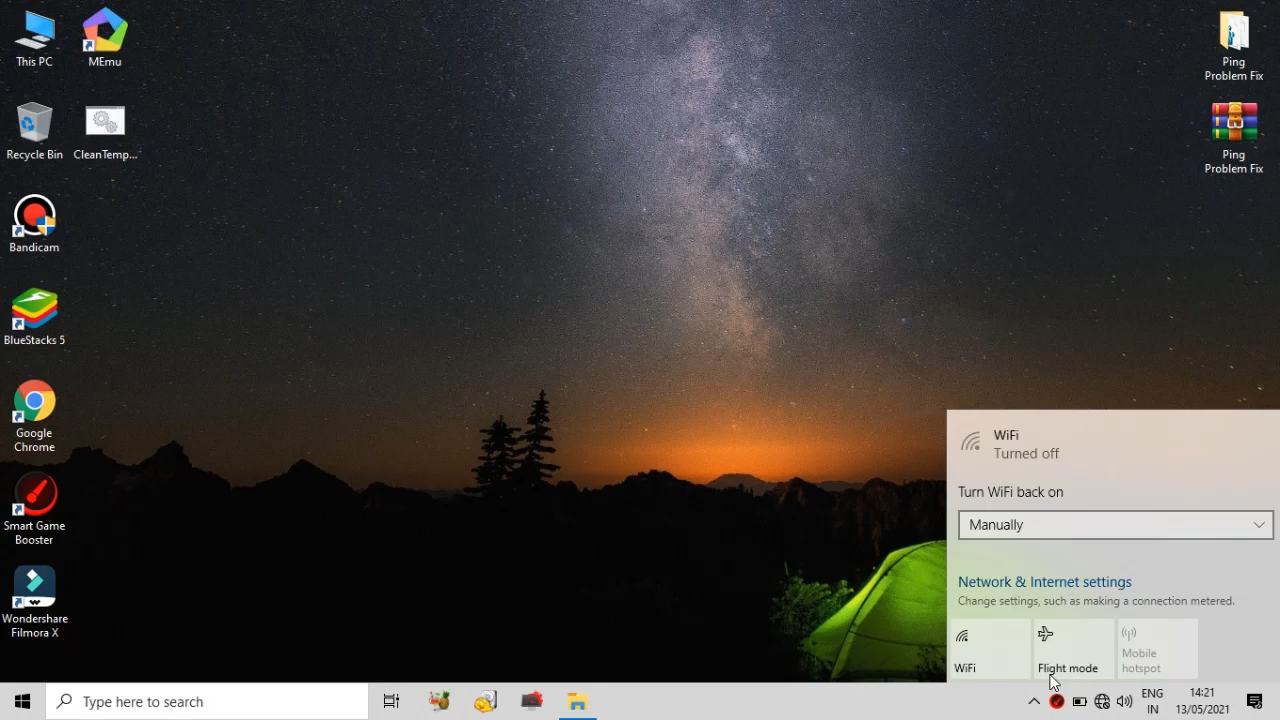 This PC
MEmu
Recycle Bin
CleanTemp...
Bandicam
BlueStacks 5
Google
Chrome
Smart Game
Booster
Wondershare
Filmora X
Ping
Problem Fix
Ping
Problem Fix
WiFi
Turned off
Turn WiFi back on
Manually
Network & Internet settings
Change settings, such as making a connection metered.
WiFi
Flight mode
Mobile
hotspot
Type here to search
ENG
IN
14:21
13/05/2021